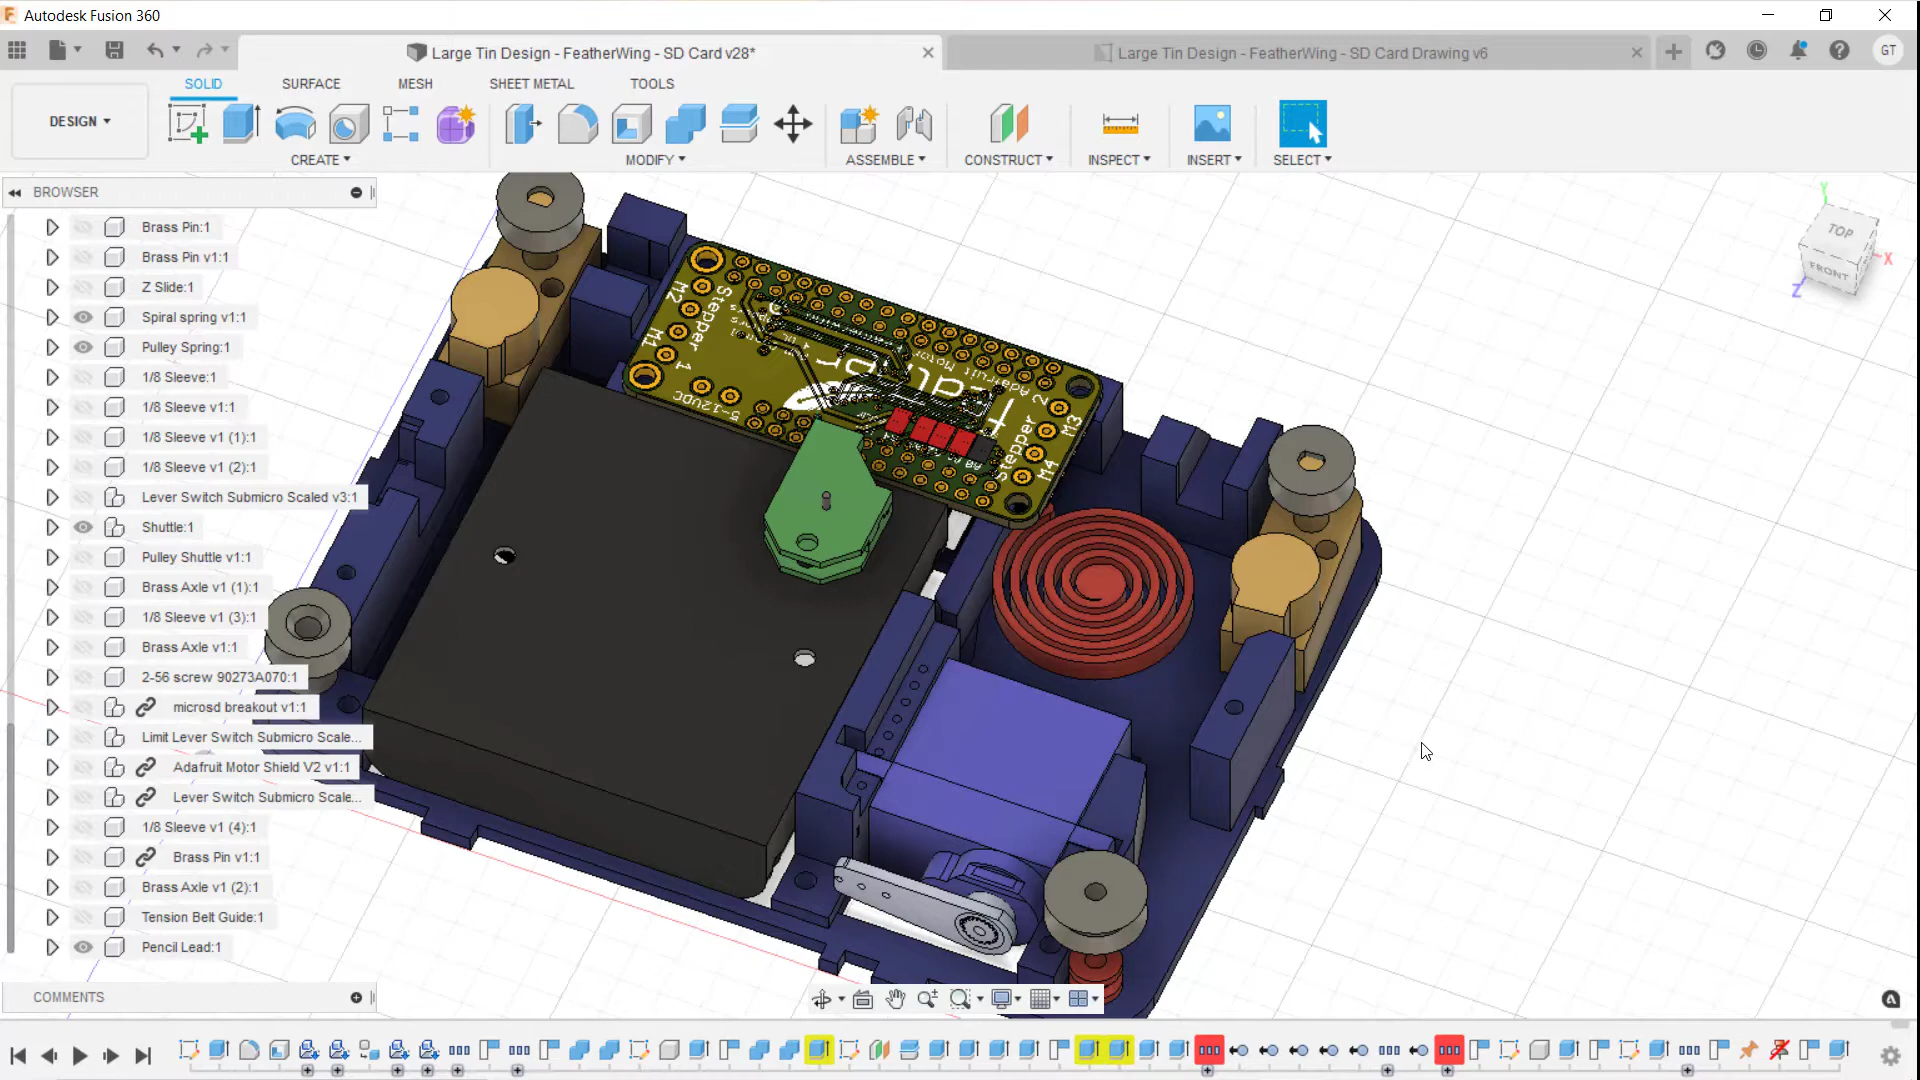 Autodesk Fusion 360
Large Tin Design - FeatherWing - SD Card v28*
Large Tin Design - FeatherWing - SD Card Drawing v6
GT
SOLID
SURFACE
MESH
SHEET METAL
TOOLS
DESIGN
CREATE
MODIFY
ASSEMBLE
CONSTRUCT
INSPECT
INSERT
SELECT
BROWSER
Brass Pin:1
Brass Pin v1:1
Z Slide:1
Spiral spring v1:1
Pulley Spring:1
1/8 Sleeve:1
1/8 Sleeve v1:1
1/8 Sleeve v1 (1):1
1/8 Sleeve v1 (2):1
Lever Switch Submicro Scaled v3:1
Shuttle:1
Pulley Shuttle v1:1
Brass Axle v1 (1):1
1/8 Sleeve v1 (3):1
Brass Axle v1:1
2-56 screw 90273A070:1
microsd breakout v1:1
Limit Lever Switch Submicro Scale...
Adafruit Motor Shield V2 v1:1
Lever Switch Submicro Scale...
1/8 Sleeve v1 (4):1
Brass Pin v1:1
Brass Axle v1 (2):1
Tension Belt Guide:1
Pencil Lead:1
COMMENTS
Y
TOP
FRONT
X
Z
M2
M1
Stepper 1
5-12VDC
Adafruit Motor
Stepper 2
M3
M4